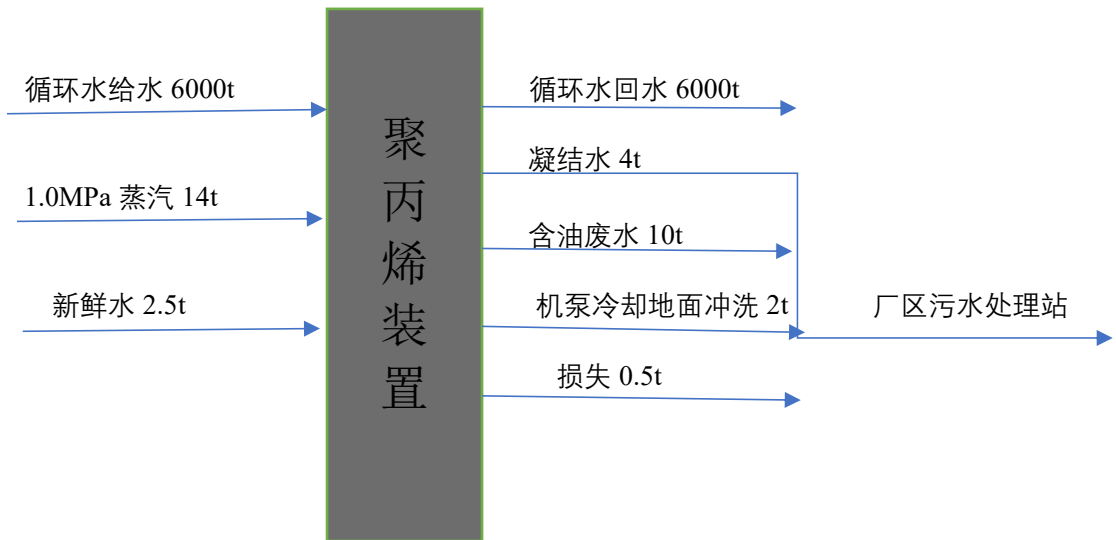 循环水给水 6000t
1.0MPa 蒸汽 14t
新鲜水 2.5t
聚丙烯装置
循环水回水 6000t
凝结水 4t
含油废水 10t
机泵冷却地面冲洗 2t
损失 0.5t
厂区污水处理站